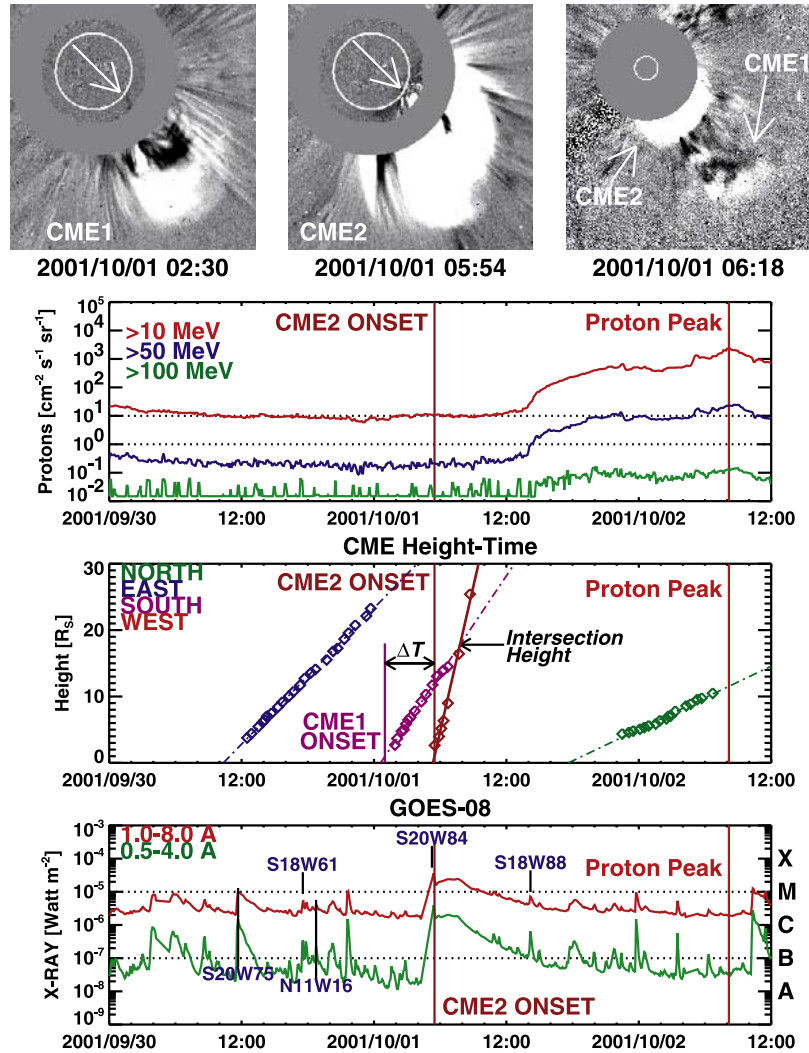 CME1
CME2
CME1
CME2
2001/10/01 02:30
2001/10/01 05:54
2001/10/01 06:18
>10 MeV
>50 MeV
>100 MeV
CME2 ONSET
Proton Peak
Protons [cm⁻² s⁻¹ sr⁻¹]
10⁵
10⁴
10³
10²
10¹
10⁰
10⁻¹
10⁻²
2001/09/30 12:00 2001/10/01 12:00 2001/10/02 12:00
CME Height-Time
NORTH
EAST
SOUTH
WEST
CME2 ONSET
Proton Peak
ΔT
Intersection
Height
CME1
ONSET
Height [RS]
30
20
10
0
2001/09/30 12:00 2001/10/01 12:00 2001/10/02 12:00
GOES-08
1.0-8.0 A
0.5-4.0 A
S20W84
S18W61
S18W88
Proton Peak
S20W75
N11W16
CME2 ONSET
X-RAY [Watt m⁻²]
10⁻³
10⁻⁴
10⁻⁵
10⁻⁶
10⁻⁷
10⁻⁸
10⁻⁹
X
M
C
B
A
2001/09/30 12:00 2001/10/01 12:00 2001/10/02 12:00